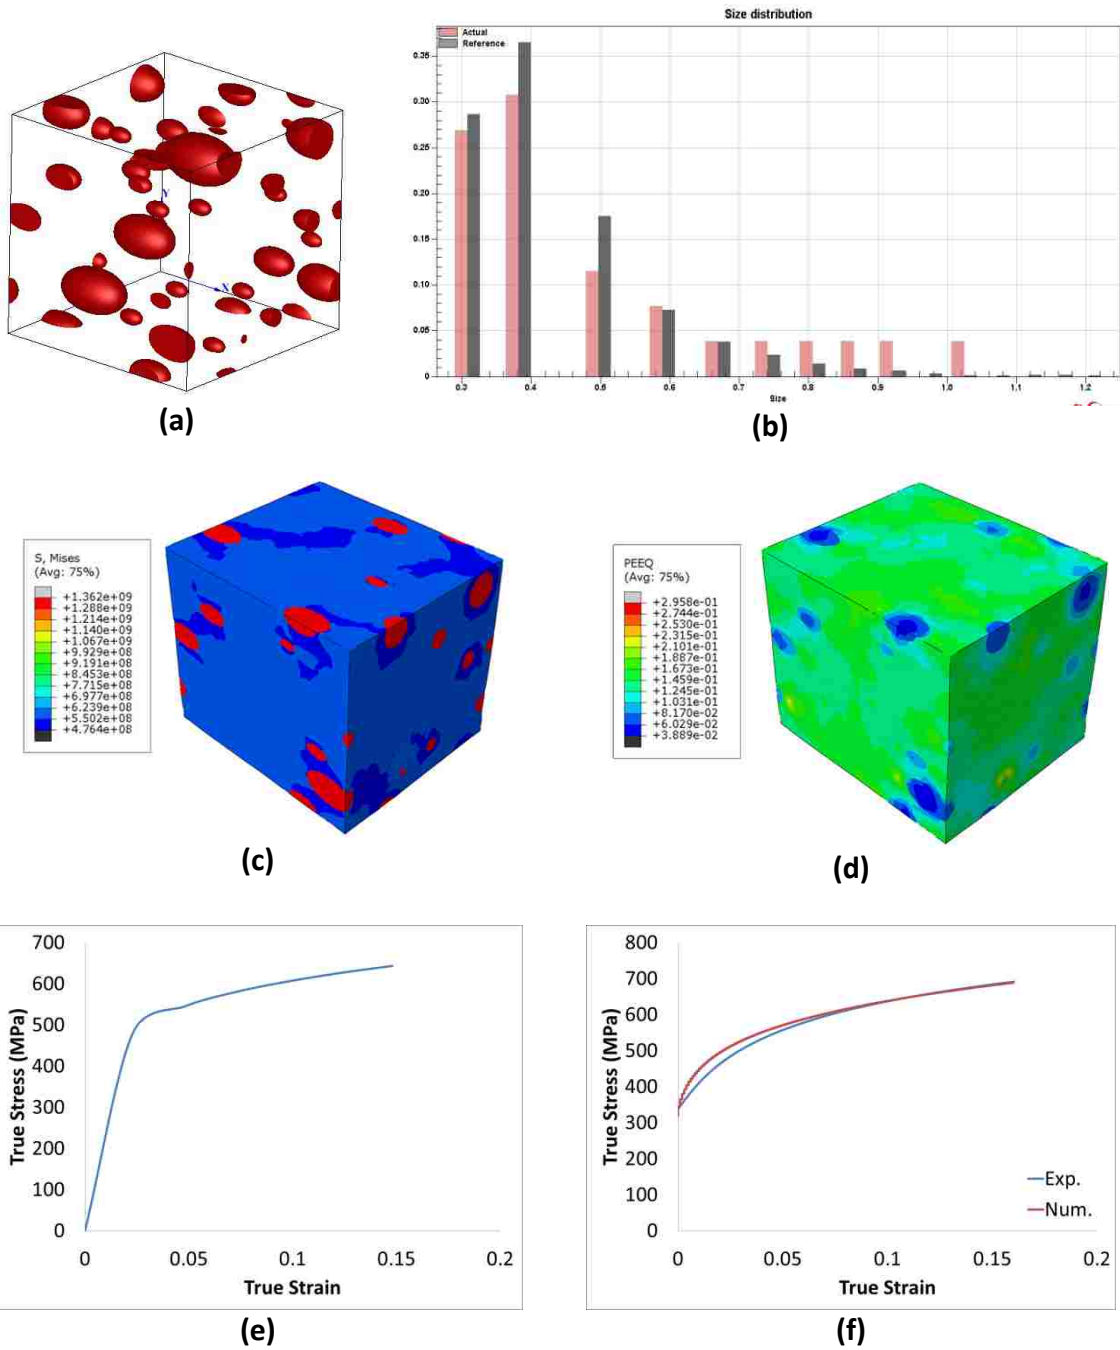 Size distribution
Actual
Reference
0.35
0.30
0.25
0.20
0.15
0.10
0.05
0
0.3 0.4 0.5 0.6 0.7 0.8 0.9 1.0 1.1 1.2
Size
Y
X
(a)
(b)
S, Mises
(Avg: 75%)
+1.362e+09
+1.288e+09
+1.214e+09
+1.140e+09
+1.067e+09
+9.929e+08
+9.191e+08
+8.453e+08
+7.715e+08
+6.977e+08
+6.239e+08
+5.502e+08
+4.764e+08
(c)
PEEQ
(Avg: 75%)
+2.958e-01
+2.744e-01
+2.530e-01
+2.315e-01
+2.101e-01
+1.887e-01
+1.673e-01
+1.459e-01
+1.245e-01
+1.031e-01
+8.170e-02
+6.029e-02
+3.889e-02
(d)
True Stress (MPa)
700
600
500
400
300
200
100
0
0 0.05 0.1 0.15 0.2
True Strain
(e)
True Stress (MPa)
800
700
600
500
400
300
200
100
0
Exp.
Num.
0 0.05 0.1 0.15 0.2
True Strain
(f)